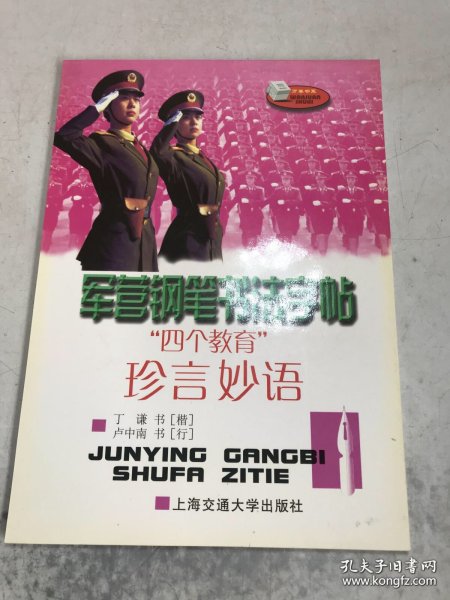 军营钢笔书法字帖
“四个教育”
珍言妙语
丁谦 书[楷]
卢中南 书[行]
JUNYING GANGBI
SHUFA ZITIE
上海交通大学出版社
孔夫子旧书网
www.kongfz.com